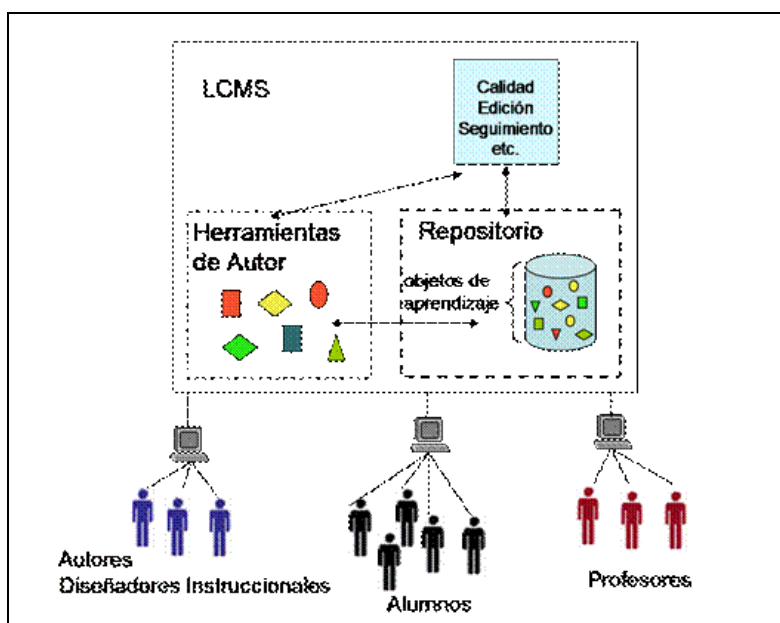 LCMS
Calidad
Edición
Seguimiento
etc.
Herramientas
de Autor
Repositorio
objetos de
aprendizaje
Autores
Diseñadores Instruccionales
Alumnos
Profesores